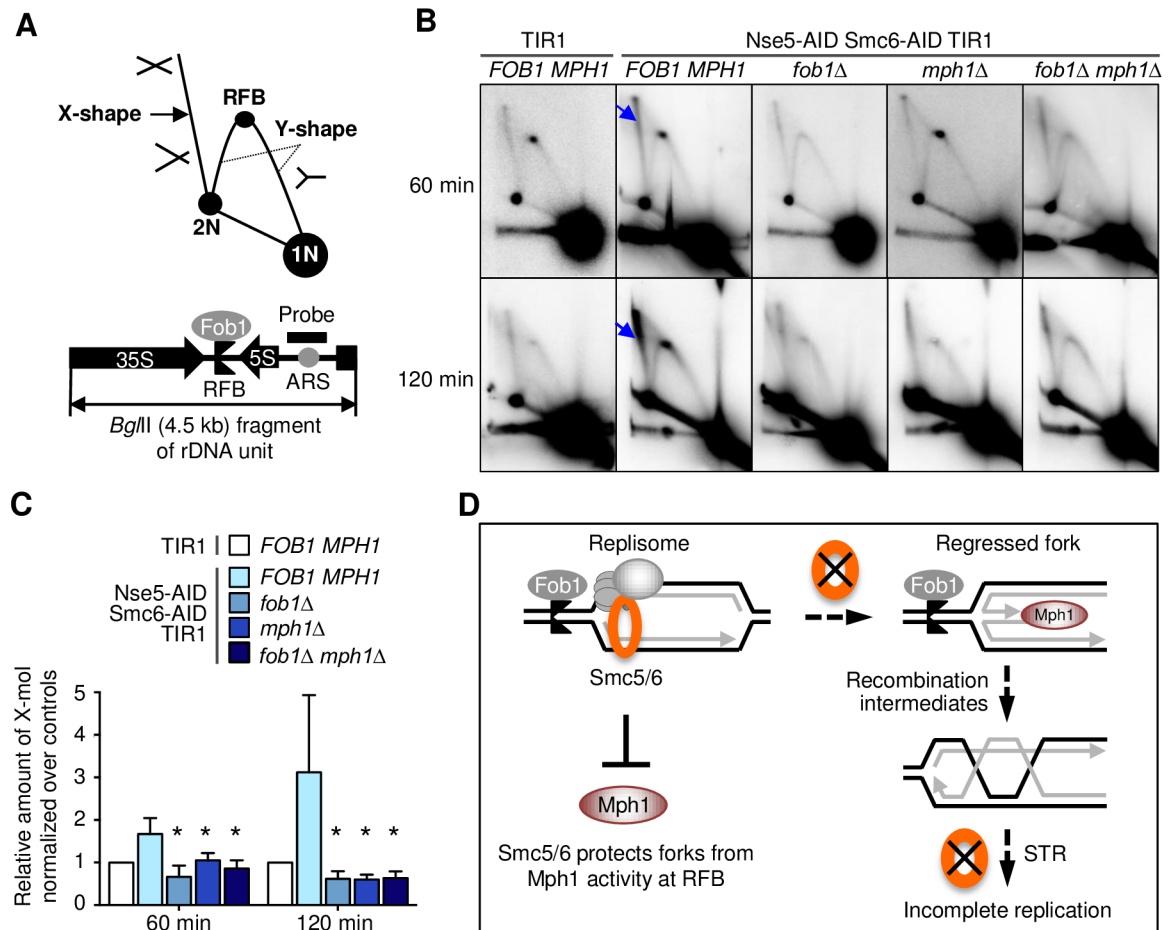 A
X-shape
RFB
Y-shape
2N
1N
Fob1
Probe
35S
5S
RFB
ARS
BglII (4.5 kb) fragment
of rDNA unit
B
TIR1
Nse5-AID Smc6-AID TIR1
FOB1 MPH1
FOB1 MPH1
fob1Δ
mph1Δ
fob1Δ mph1Δ
60 min
120 min
C
TIR1
FOB1 MPH1
Nse5-AID
Smc6-AID
TIR1
FOB1 MPH1
fob1Δ
mph1Δ
fob1Δ mph1Δ
Relative amount of X-mol
normalized over controls
5
4
3
2
1
0
* * *
* * *
60 min
120 min
D
Replisome
Regressed fork
Fob1
Fob1
Mph1
Smc5/6
Recombination
intermediates
Mph1
Smc5/6 protects forks from
Mph1 activity at RFB
STR
Incomplete replication